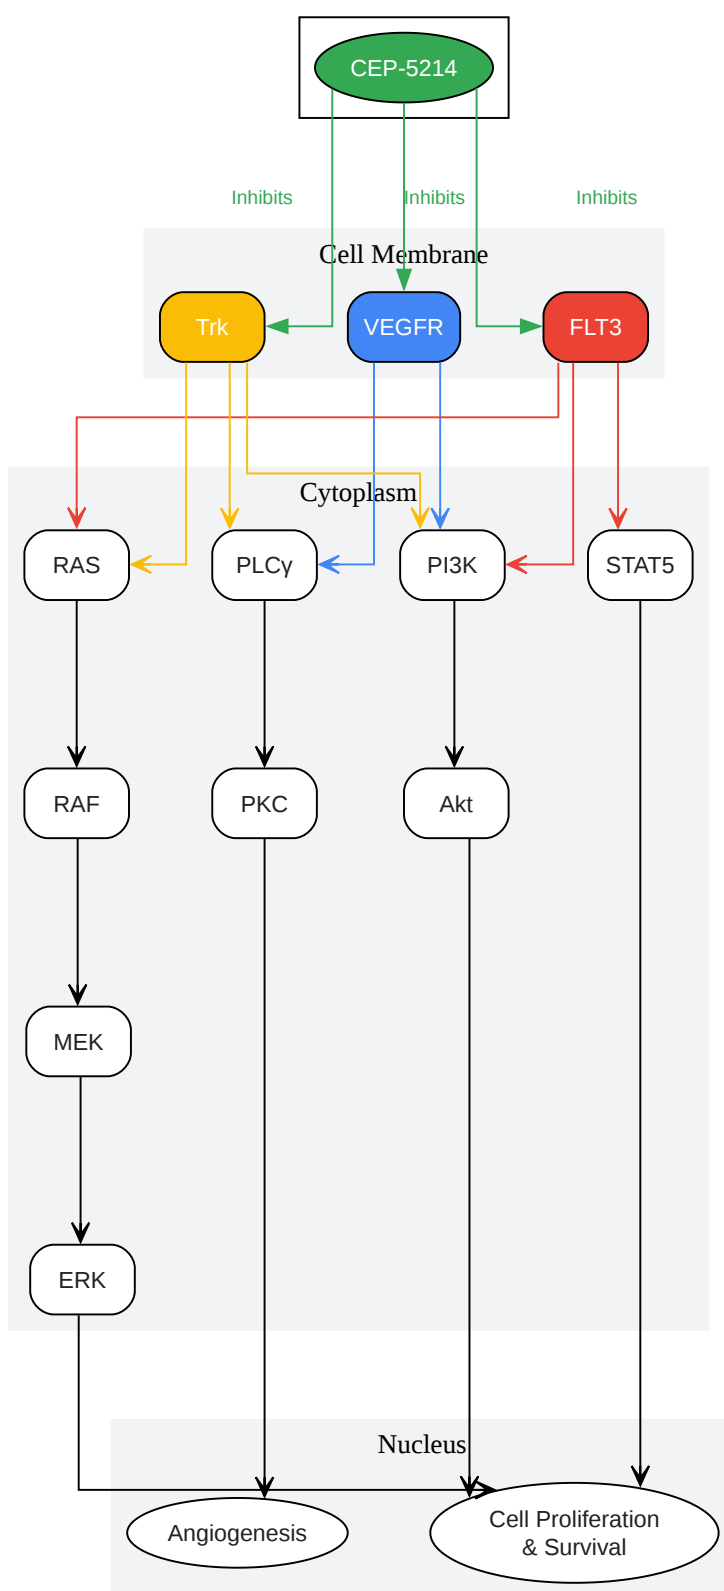 CEP-5214
Inhibits
Inhibits
Inhibits
Cell Membrane
Trk
VEGFR
FLT3
Cytoplasm
RAS
PLCγ
PI3K
STAT5
RAF
PKC
Akt
MEK
ERK
Nucleus
Angiogenesis
Cell Proliferation
& Survival